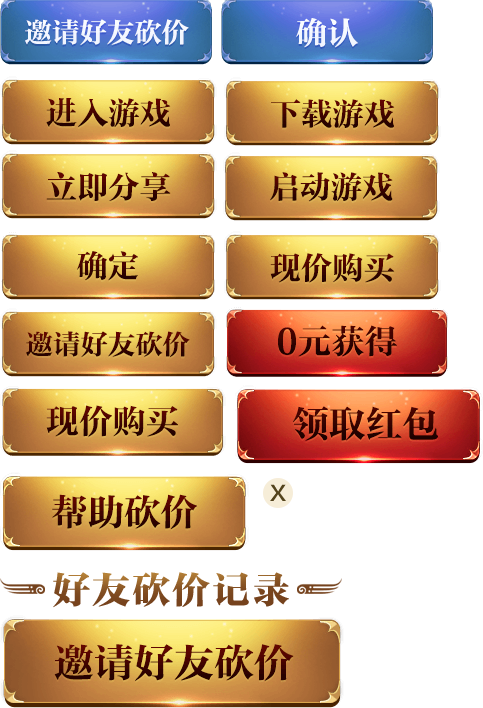 邀请好友砍价
确认
进入游戏
下载游戏
立即分享
启动游戏
确定
现价购买
邀请好友砍价
0元获得
现价购买
领取红包
帮助砍价
X
好友砍价记录
邀请好友砍价